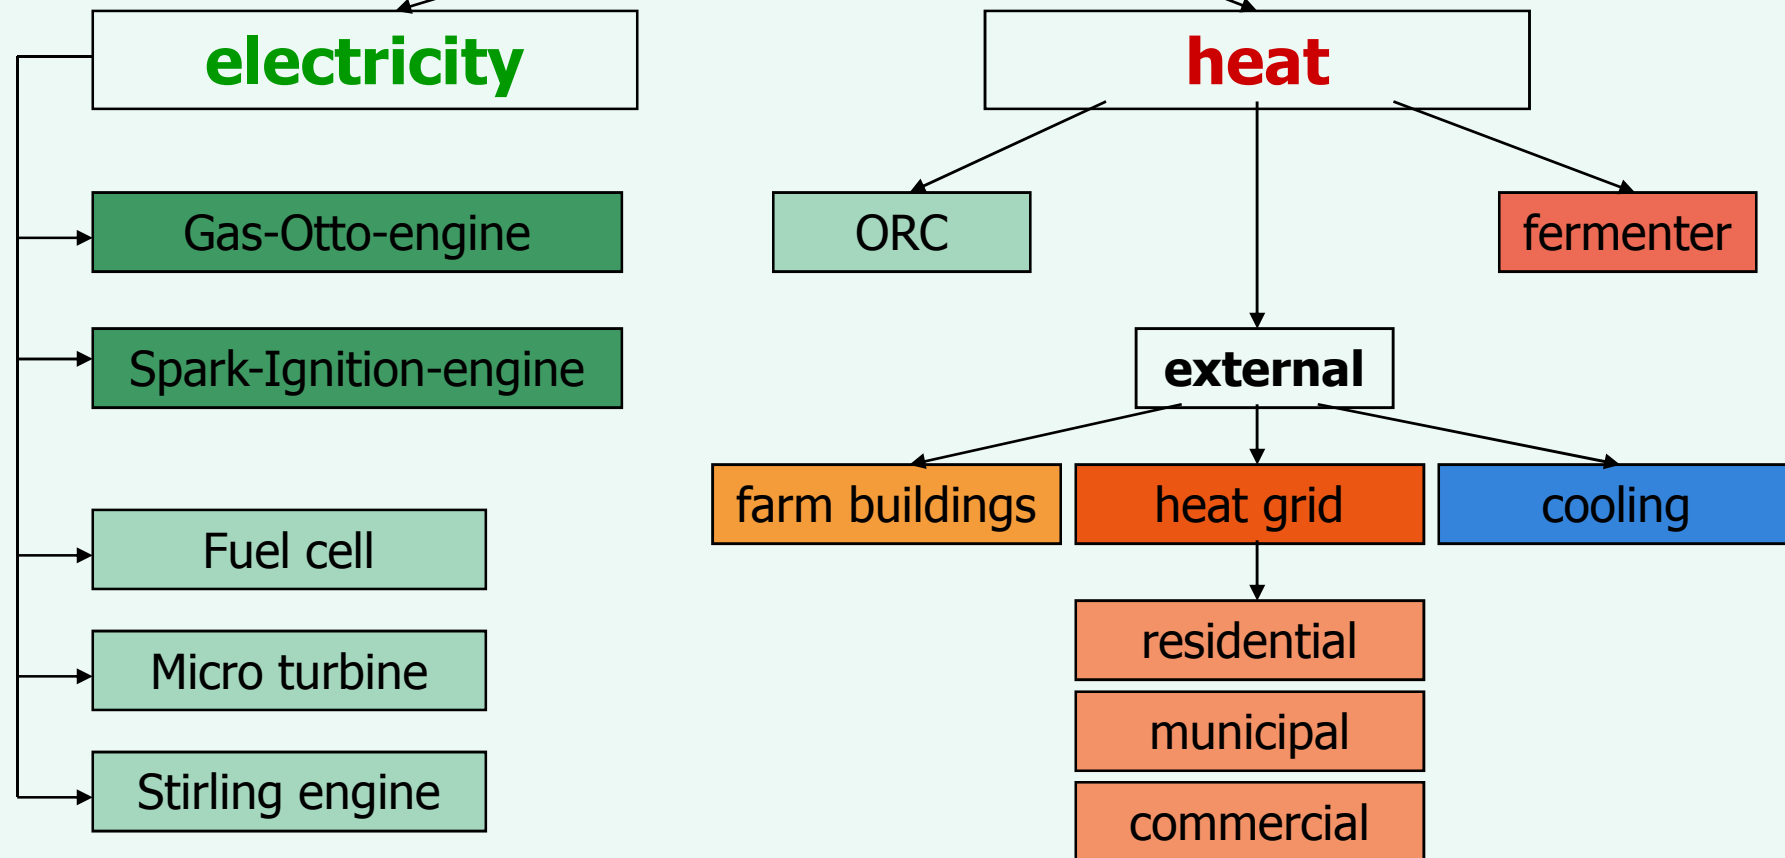 electricity
heat
Gas-Otto-engine
ORC
fermenter
Spark-Ignition-engine
external
farm buildings
heat grid
cooling
Fuel cell
residential
Micro turbine
municipal
Stirling engine
commercial